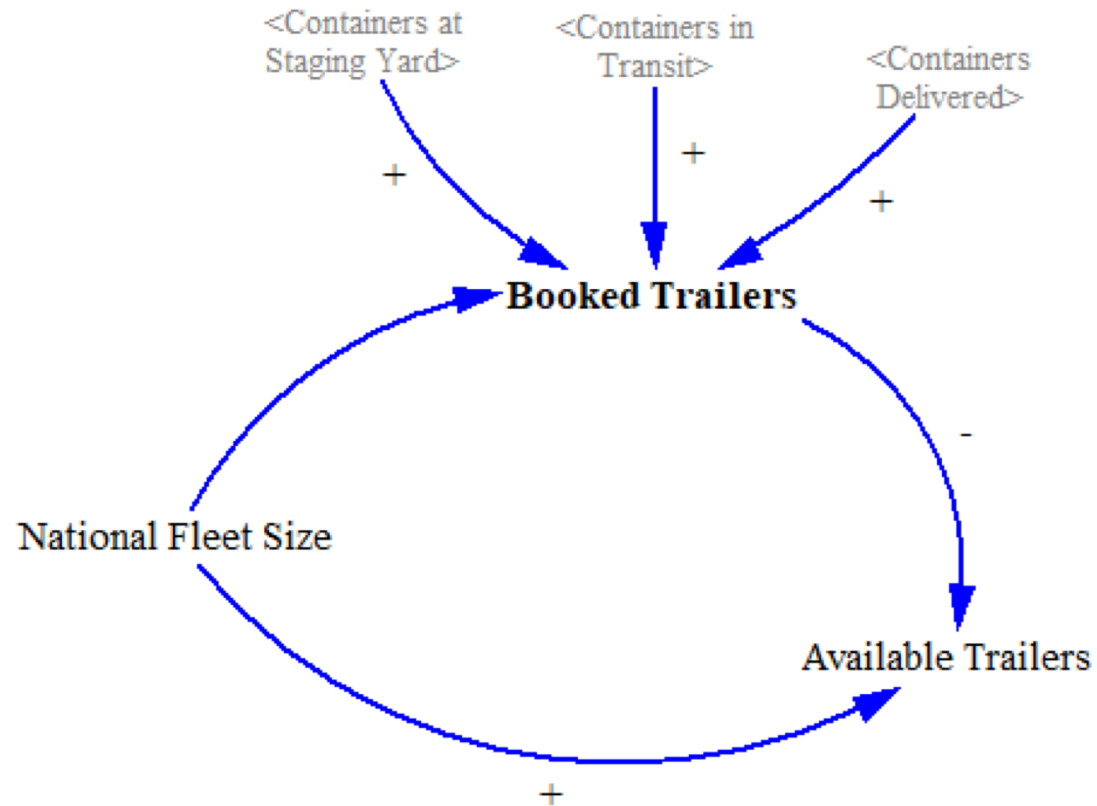 <Containers at
Staging Yard>
<Containers in
Transit>
<Containers
Delivered>
+
+
+
Booked Trailers
-
National Fleet Size
Available Trailers
+